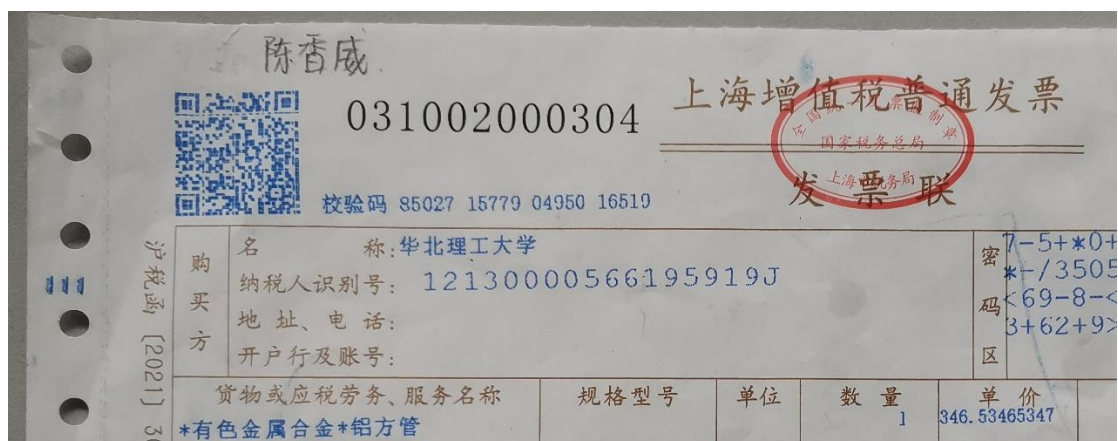 陈香威
031002000304
上海增值税普通发票
国家税务总局
发票联
校验码 85027 15779 04950 16519
购买方
名称:华北理工大学
纳税人识别号:12130000566195919J
地址、电话:
开户行及账号:
密码区
7-5+*0+
*-/3505
<69-8-<
3+62+9>
沪税函〔2021〕
货物或应税劳务、服务名称 规格型号 单位 数量 单价
*有色金属合金*铝方管 1 346.53465347